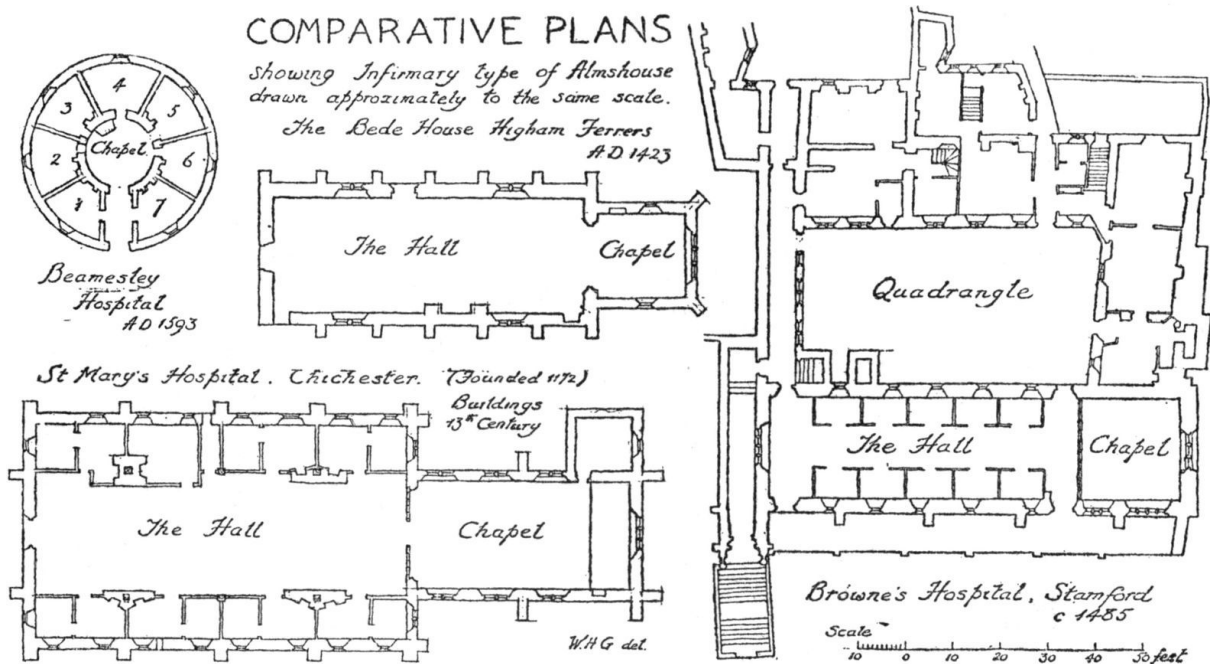 COMPARATIVE PLANS
showing Infirmary type of Almshouse
drawn approximately to the same scale.
The Bede House Higham Ferrers
AD 1423
4
3
5
Chapel
2
6
1
7
Beamesley
Hospital
AD 1593
The Hall
Chapel
St Mary's Hospital. Chichester. (Founded 1172)
Buildings
13th Century
The Hall
Chapel
W.H.G det.
Quadrangle
The Hall
Chapel
Browne's Hospital, Stamford
c 1485
Scale
10 0 10 20 30 40 50 feet